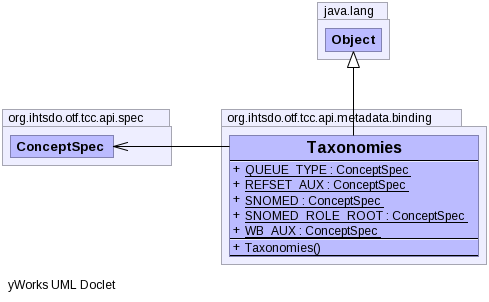 java.lang
Object
org.ihtsdo.otf.tcc.api.spec
ConceptSpec
org.ihtsdo.otf.tcc.api.metadata.binding
Taxonomies
+ QUEUE_TYPE : ConceptSpec
+ REFSET_AUX : ConceptSpec
+ SNOMED : ConceptSpec
+ SNOMED_ROLE_ROOT : ConceptSpec
+ WB_AUX : ConceptSpec
+ Taxonomies()
yWorks UML Doclet